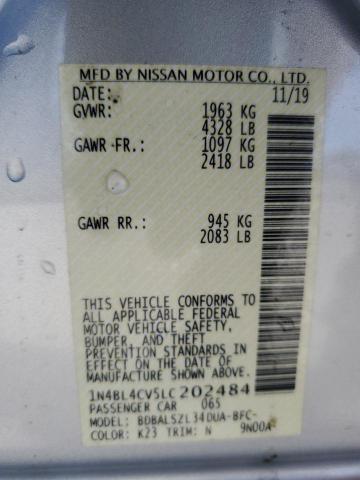 MFD BY NISSAN MOTOR CO., LTD.
DATE: 11/19
GVWR: 1963 KG
4328 LB
GAWR FR.: 1097 KG
2418 LB
GAWR RR.: 945 KG
2083 LB
THIS VEHICLE CONFORMS TO
ALL APPLICABLE FEDERAL
MOTOR VEHICLE SAFETY,
BUMPER, AND THEFT
PREVENTION STANDARDS IN
EFFECT ON THE DATE OF
MANUFACTURE SHOWN ABOVE.
1N4BL4CV5LC202484
PASSENGER CAR 065
MODEL: BDBALSZL34DUA-BFC-
COLOR: K23 TRIM: N 9N00A